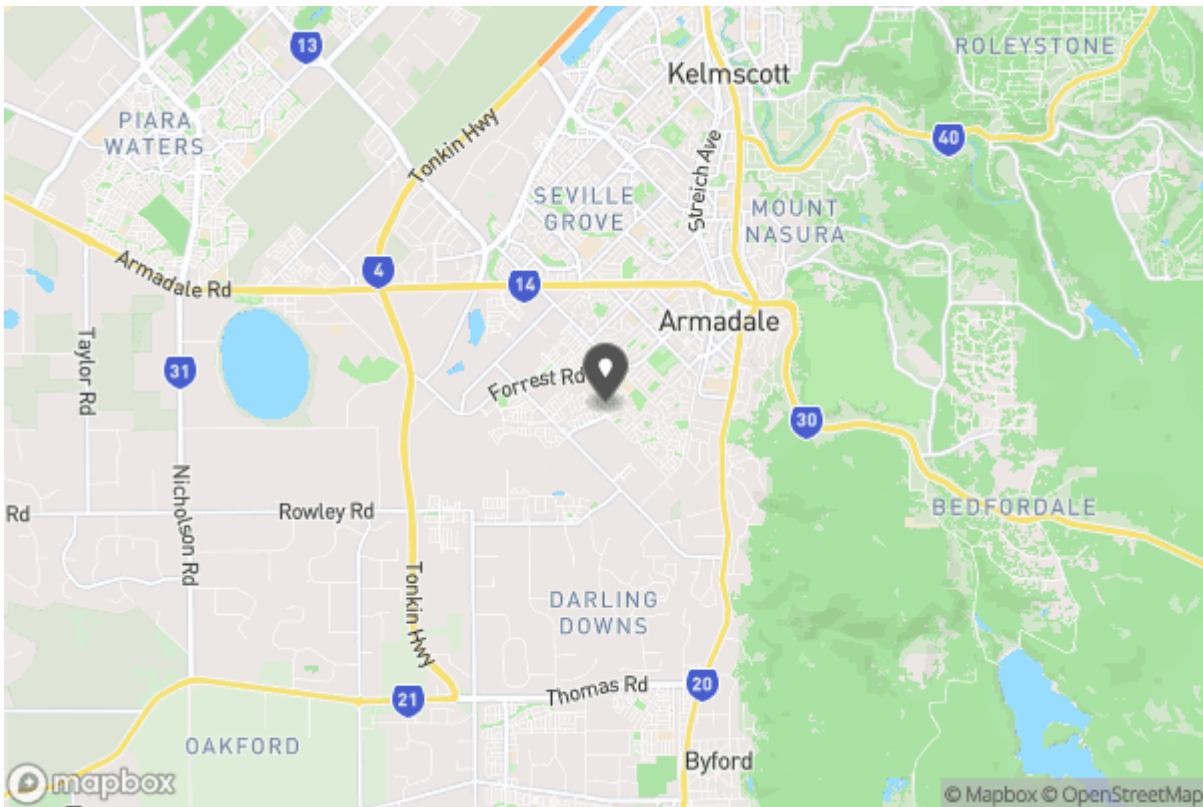 13
ROLEYSTONE
Kelmscott
PIARA
WATERS
Tonkin Hwy
40
Streich Ave
SEVILLE
GROVE
MOUNT
NASURA
Armadale Rd
4
14
Armadale
Taylor Rd
31
Forrest Rd
30
Nicholson Rd
Rd
Rowley Rd
BEDFORDALE
Tonkin Hwy
DARLING
DOWNS
21
Thomas Rd
20
OAKFORD
Byford
mapbox
© Mapbox © OpenStreetMap